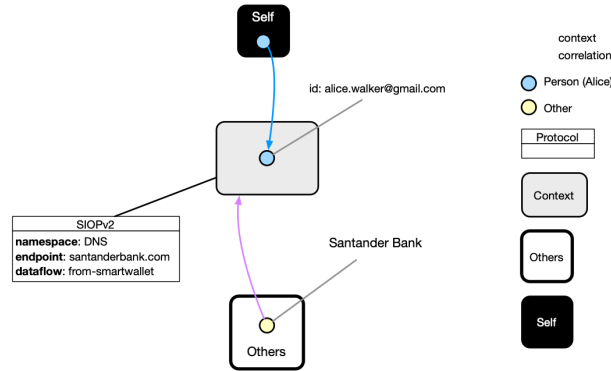 Self
id: alice.walker@gmail.com
SIOPv2
namespace: DNS
endpoint: santanderbank.com
dataflow: from-smartwallet
Santander Bank
Others
context
correlation
Person (Alice)
Other
Protocol
Context
Others
Self